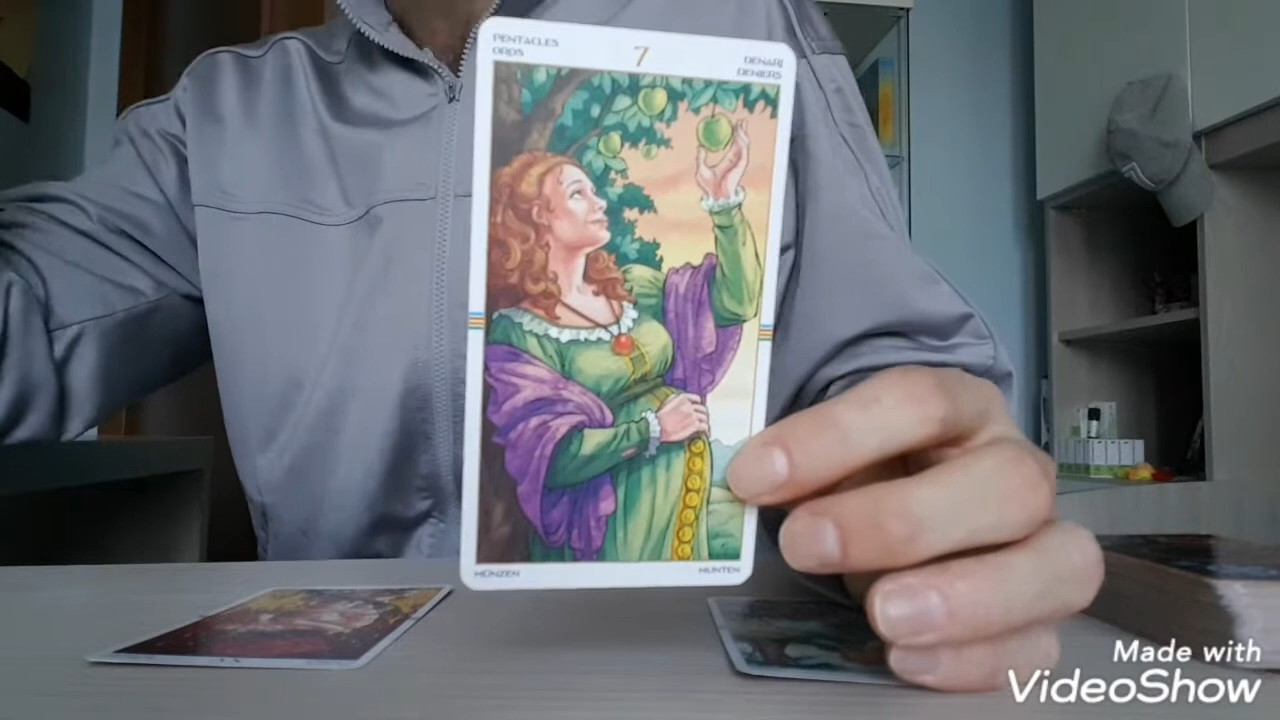 PENTACLES
OROS
7
DENARI
DENIERS
MÜNZEN
MUNTEN
Made with
VideoShow